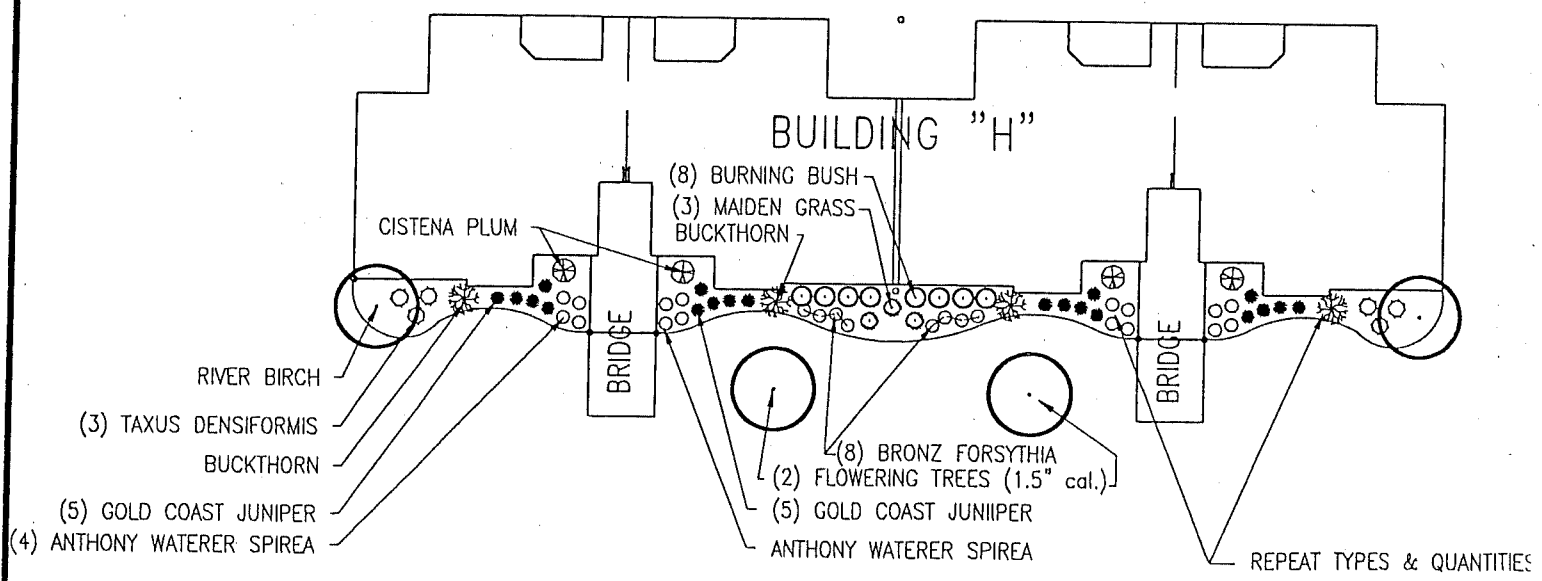 BUILDING "H"
(8) BURNING BUSH
(3) MAIDEN GRASS
BUCKTHORN
CISTENA PLUM
BRIDGE
BRIDGE
RIVER BIRCH
(3) TAXUS DENSIFORMIS
BUCKTHORN
(5) GOLD COAST JUNIPER
(4) ANTHONY WATERER SPIREA
(8) BRONZ FORSYTHIA
(2) FLOWERING TREES (1.5" cal.)
(5) GOLD COAST JUNIIPER
ANTHONY WATERER SPIREA
REPEAT TYPES & QUANTITIES